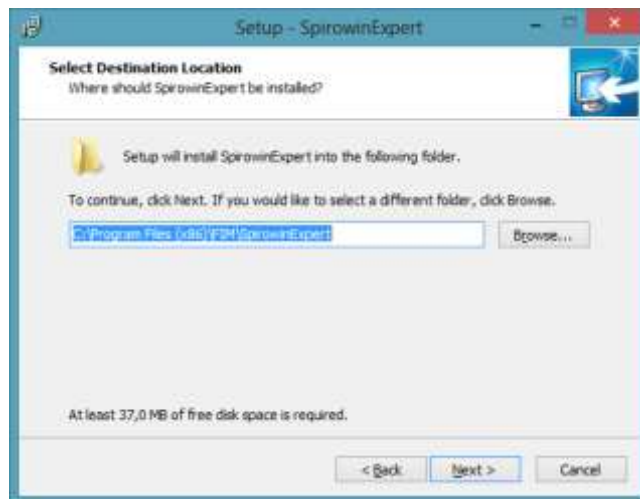 Setup - SpirowinExpert
Select Destination Location
Where should SpirowinExpert be installed?
Setup will install SpirowinExpert into the following folder.
To continue, click Next. If you would like to select a different folder, click Browse.
C:\Program Files (x86)\FIM\SpirowinExpert
Browse...
At least 37,0 MB of free disk space is required.
< Back
Next >
Cancel